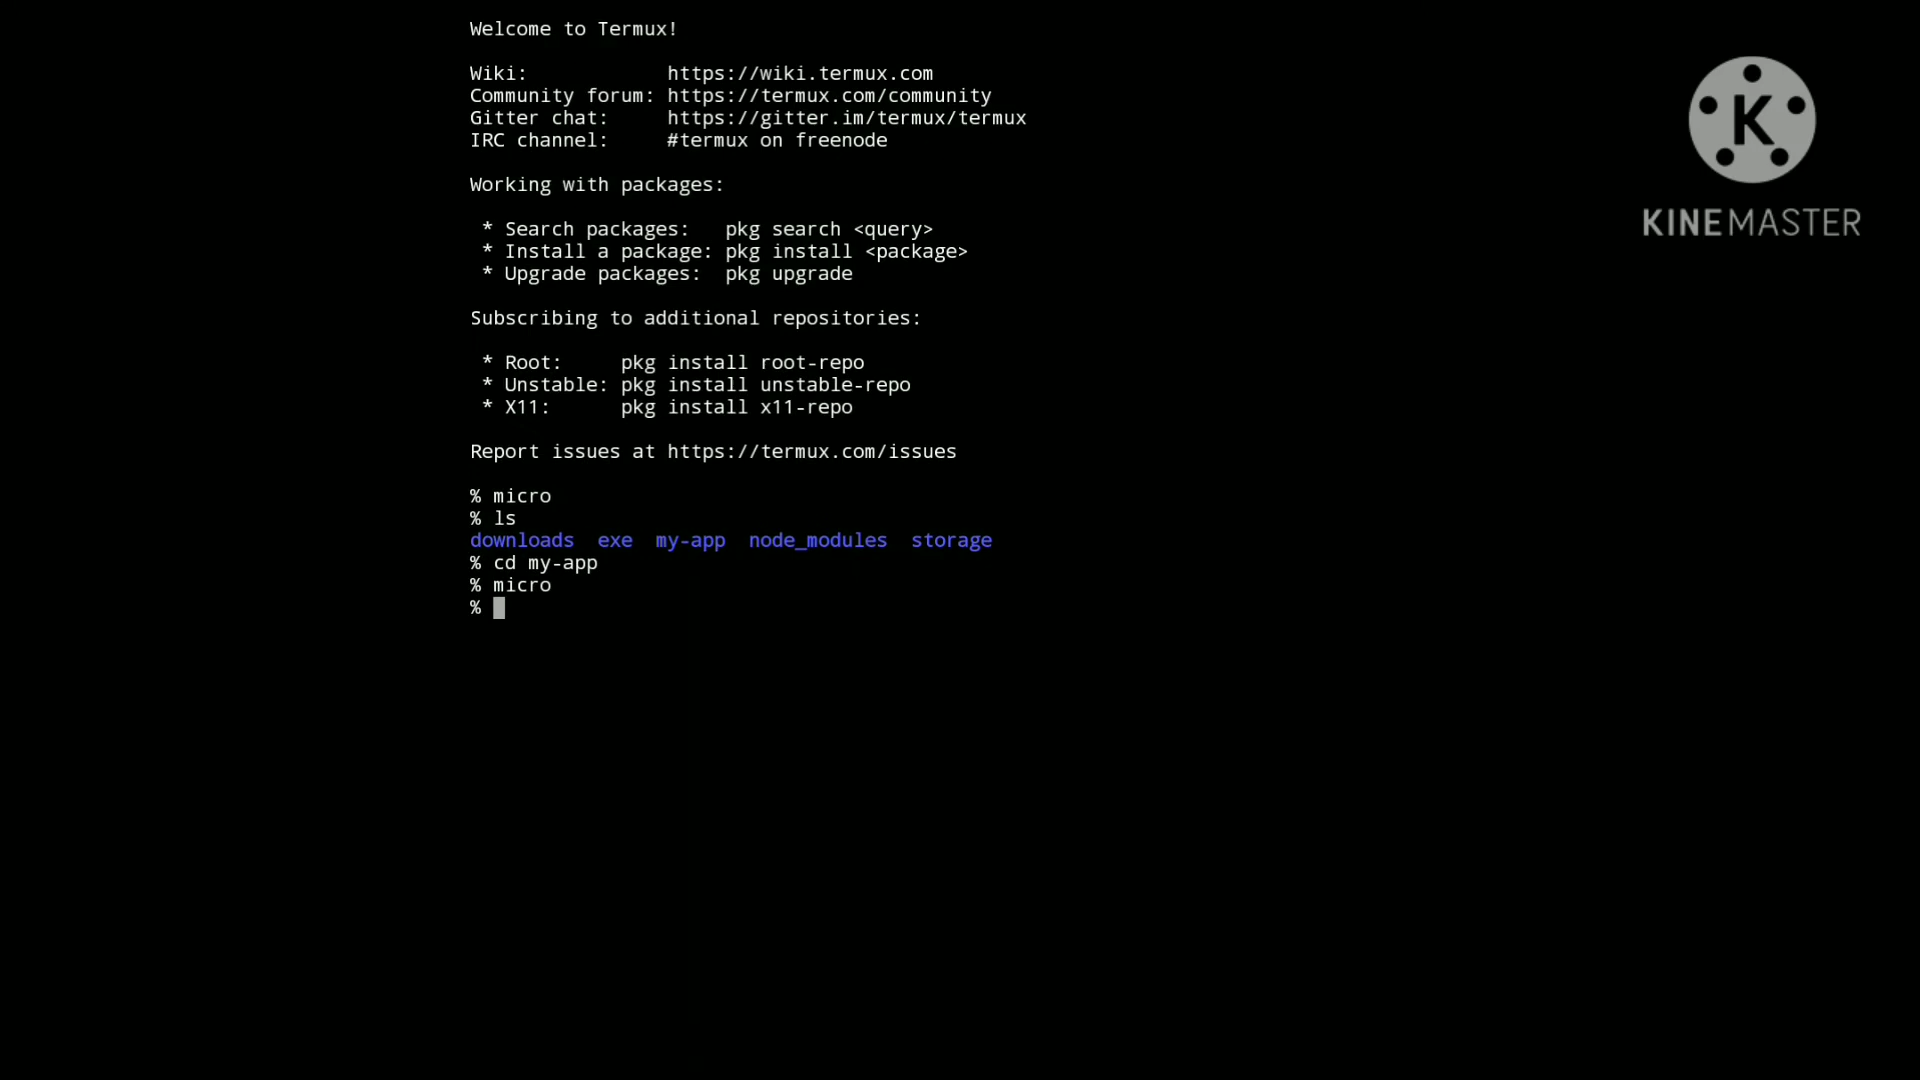 Welcome to Termux!
Wiki:            https://wiki.termux.com
Community forum: https://termux.com/community
Gitter chat:     https://gitter.im/termux/termux
IRC channel:     #termux on freenode
Working with packages:
 * Search packages:   pkg search <query>
 * Install a package: pkg install <package>
 * Upgrade packages:  pkg upgrade
Subscribing to additional repositories:
 * Root:     pkg install root-repo
 * Unstable: pkg install unstable-repo
 * X11:      pkg install x11-repo
Report issues at https://termux.com/issues
% micro
% ls
downloads  exe  my-app  node_modules  storage
% cd my-app
% micro
%
K
KINEMASTER